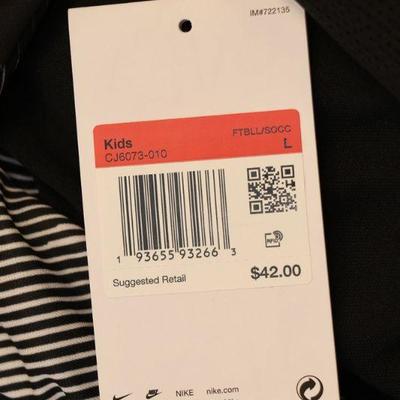 IM#722135
Kids FTBLL/SOCC
CJ6073-010 L
1 93655 93266 3
RFID
Suggested Retail $42.00
NIKE nike.com